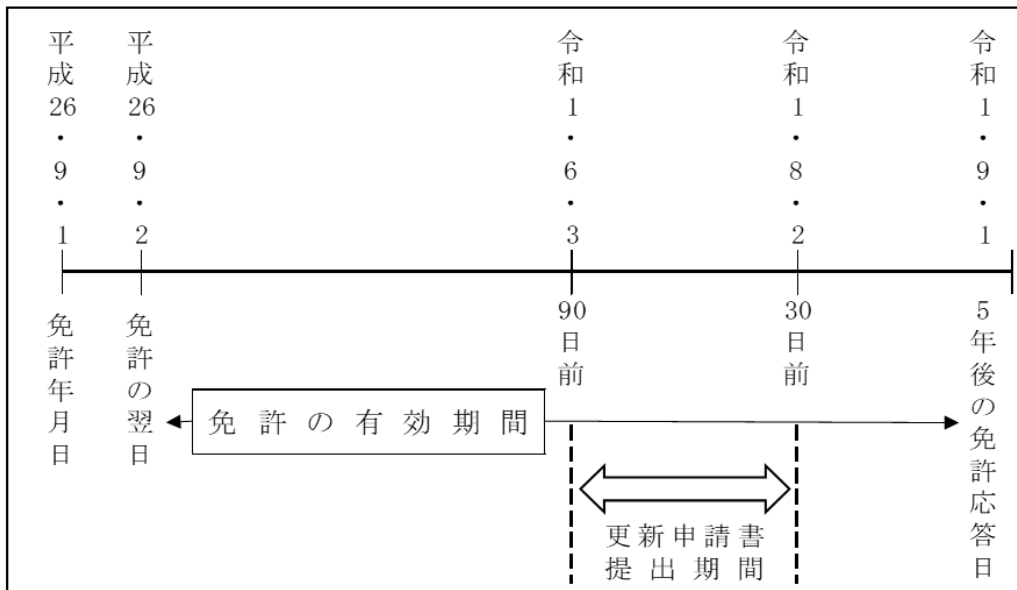 平成26・9・1
平成26・9・2
令和1・6・3
令和1・8・2
令和1・9・1
免許年月日
免許の翌日
90日前
30日前
5年後の免許応答日
免許の有効期間
更新申請書
提出期間